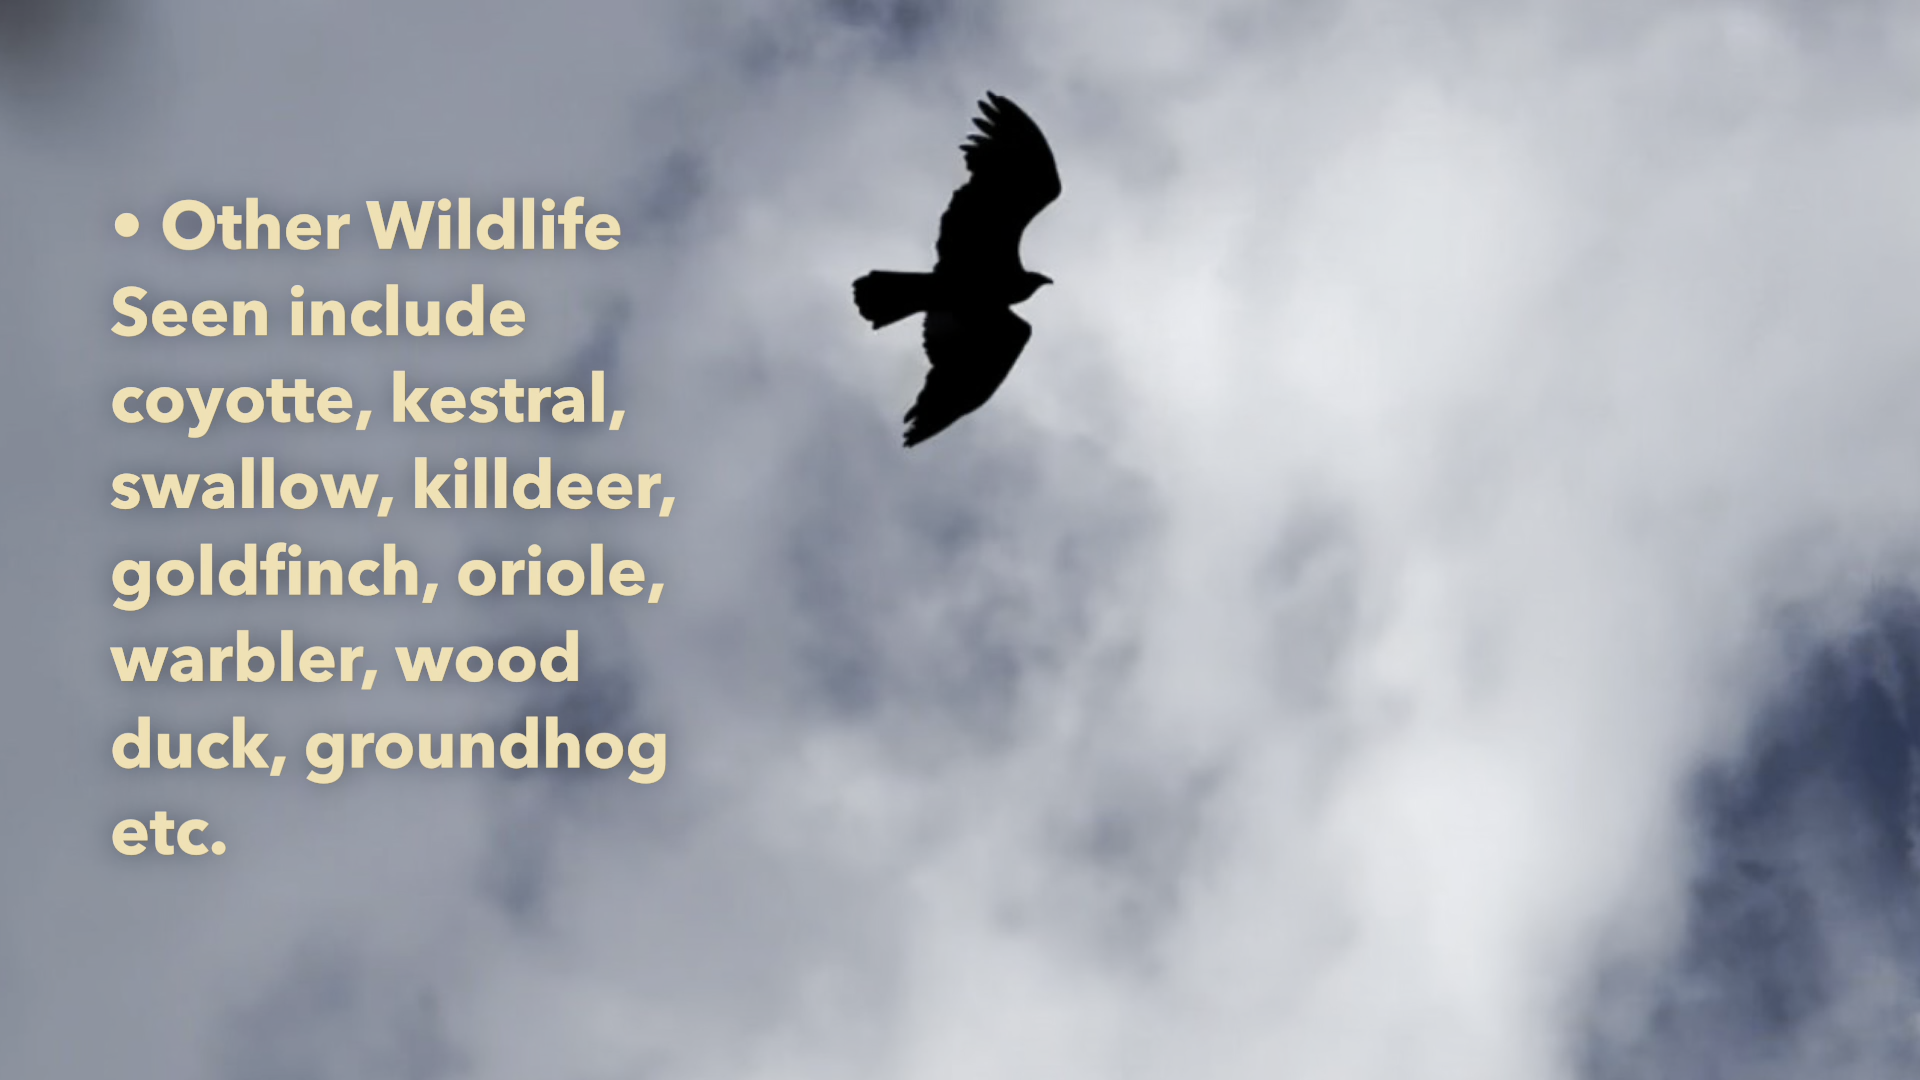 • Other Wildlife
Seen include
coyotte, kestral,
swallow, killdeer,
goldfinch, oriole,
warbler, wood
duck, groundhog
etc.